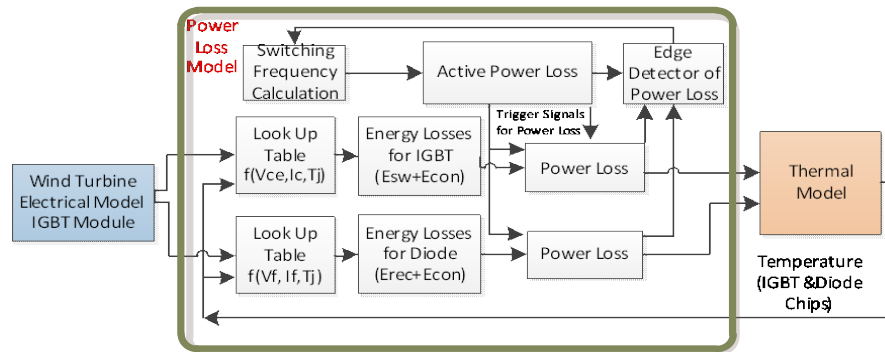 Power
Loss
Model
Switching
Frequency
Calculation
Active Power Loss
Edge
Detector of
Power Loss
Trigger Signals
for Power Loss
Look Up
Table
f(Vce,Ic,Tj)
Energy Losses
for IGBT
(Esw+Econ)
Power Loss
Wind Turbine
Electrical Model
IGBT Module
Thermal
Model
Look Up
Table
f(Vf, If,Tj)
Energy Losses
for Diode
(Erec+Econ)
Power Loss
Temperature
(IGBT &Diode
Chips)